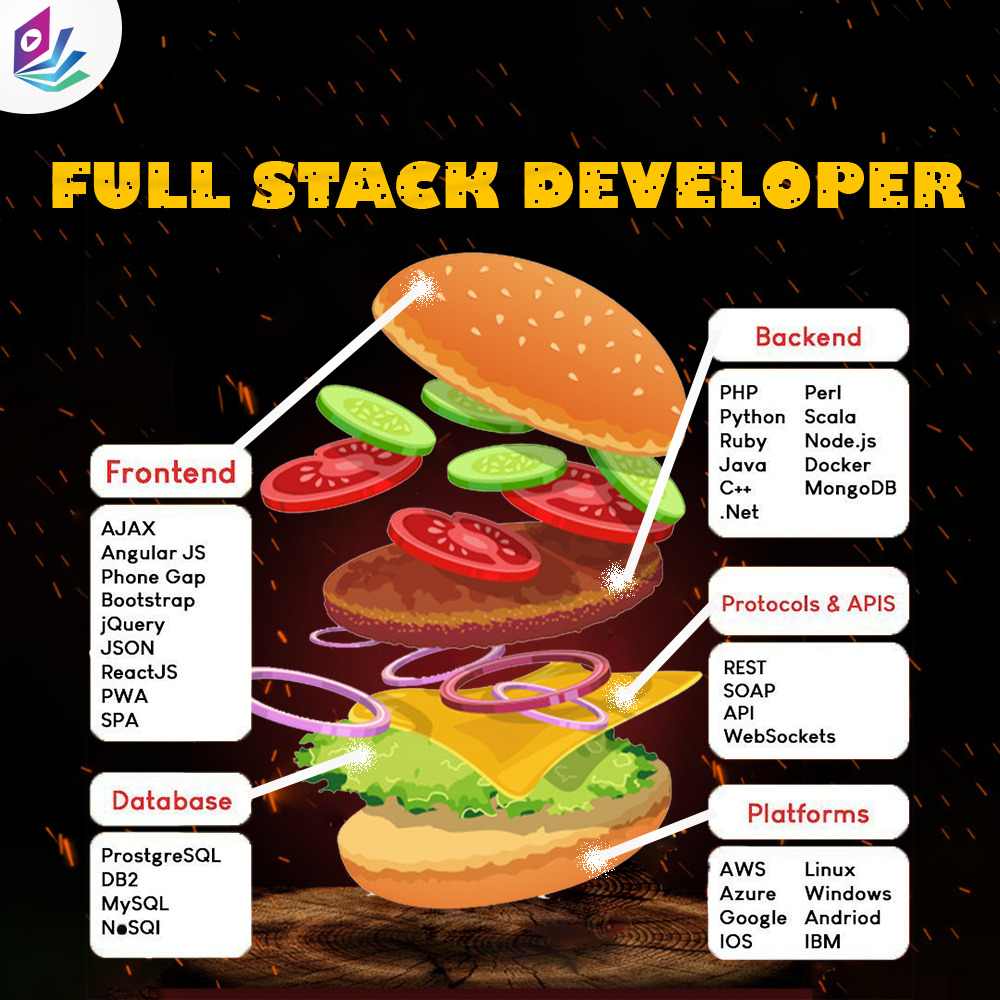 FULL STACK DEVELOPER
Frontend
AJAX
Angular JS
Phone Gap
Bootstrap
jQuery
JSON
ReactJS
PWA
SPA
Database
ProstgreSQL
DB2
MySQL
NoSQl
Backend
PHP Perl
Python Scala
Ruby Node.js
Java Docker
C++ MongoDB
.Net
Protocols & APIS
REST
SOAP
API
WebSockets
Platforms
AWS Linux
Azure Windows
Google Andriod
IOS IBM